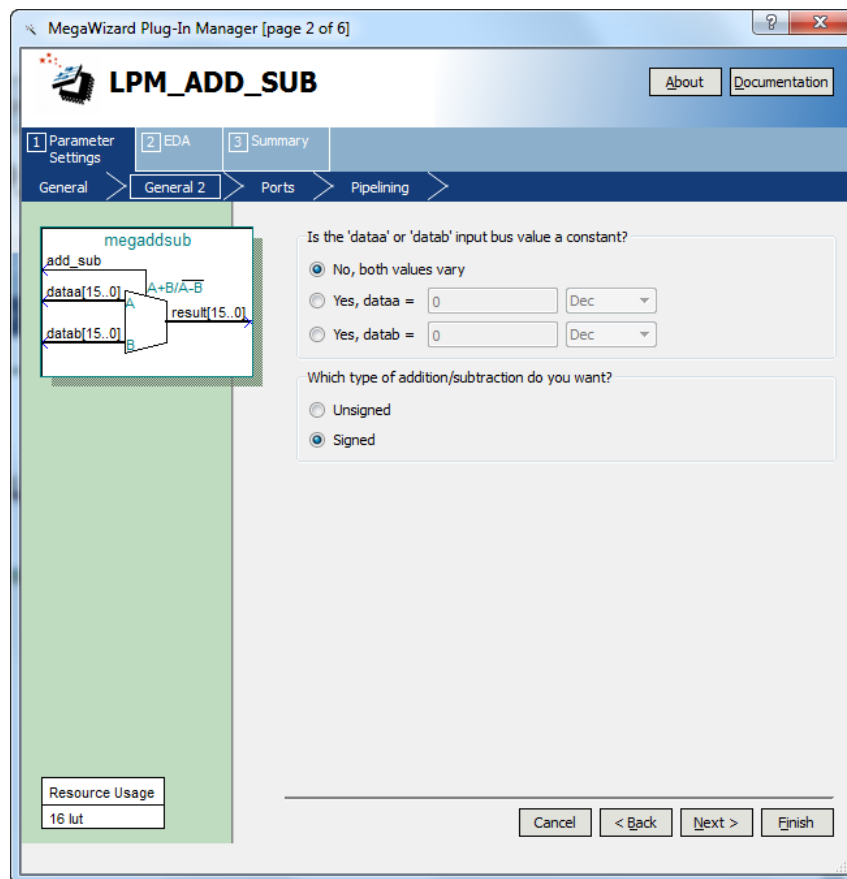 MegaWizard Plug-In Manager [page 2 of 6]
?
X
LPM_ADD_SUB
About
Documentation
1 Parameter Settings
2 EDA
3 Summary
General
General 2
Ports
Pipelining
megaddsub
add_sub
A+B/A-B
dataa[15..0]
A
result[15..0]
datab[15..0]
B
Is the 'dataa' or 'datab' input bus value a constant?
No, both values vary
Yes, dataa = 0 Dec
Yes, datab = 0 Dec
Which type of addition/subtraction do you want?
Unsigned
Signed
Resource Usage
16 lut
Cancel
< Back
Next >
Finish